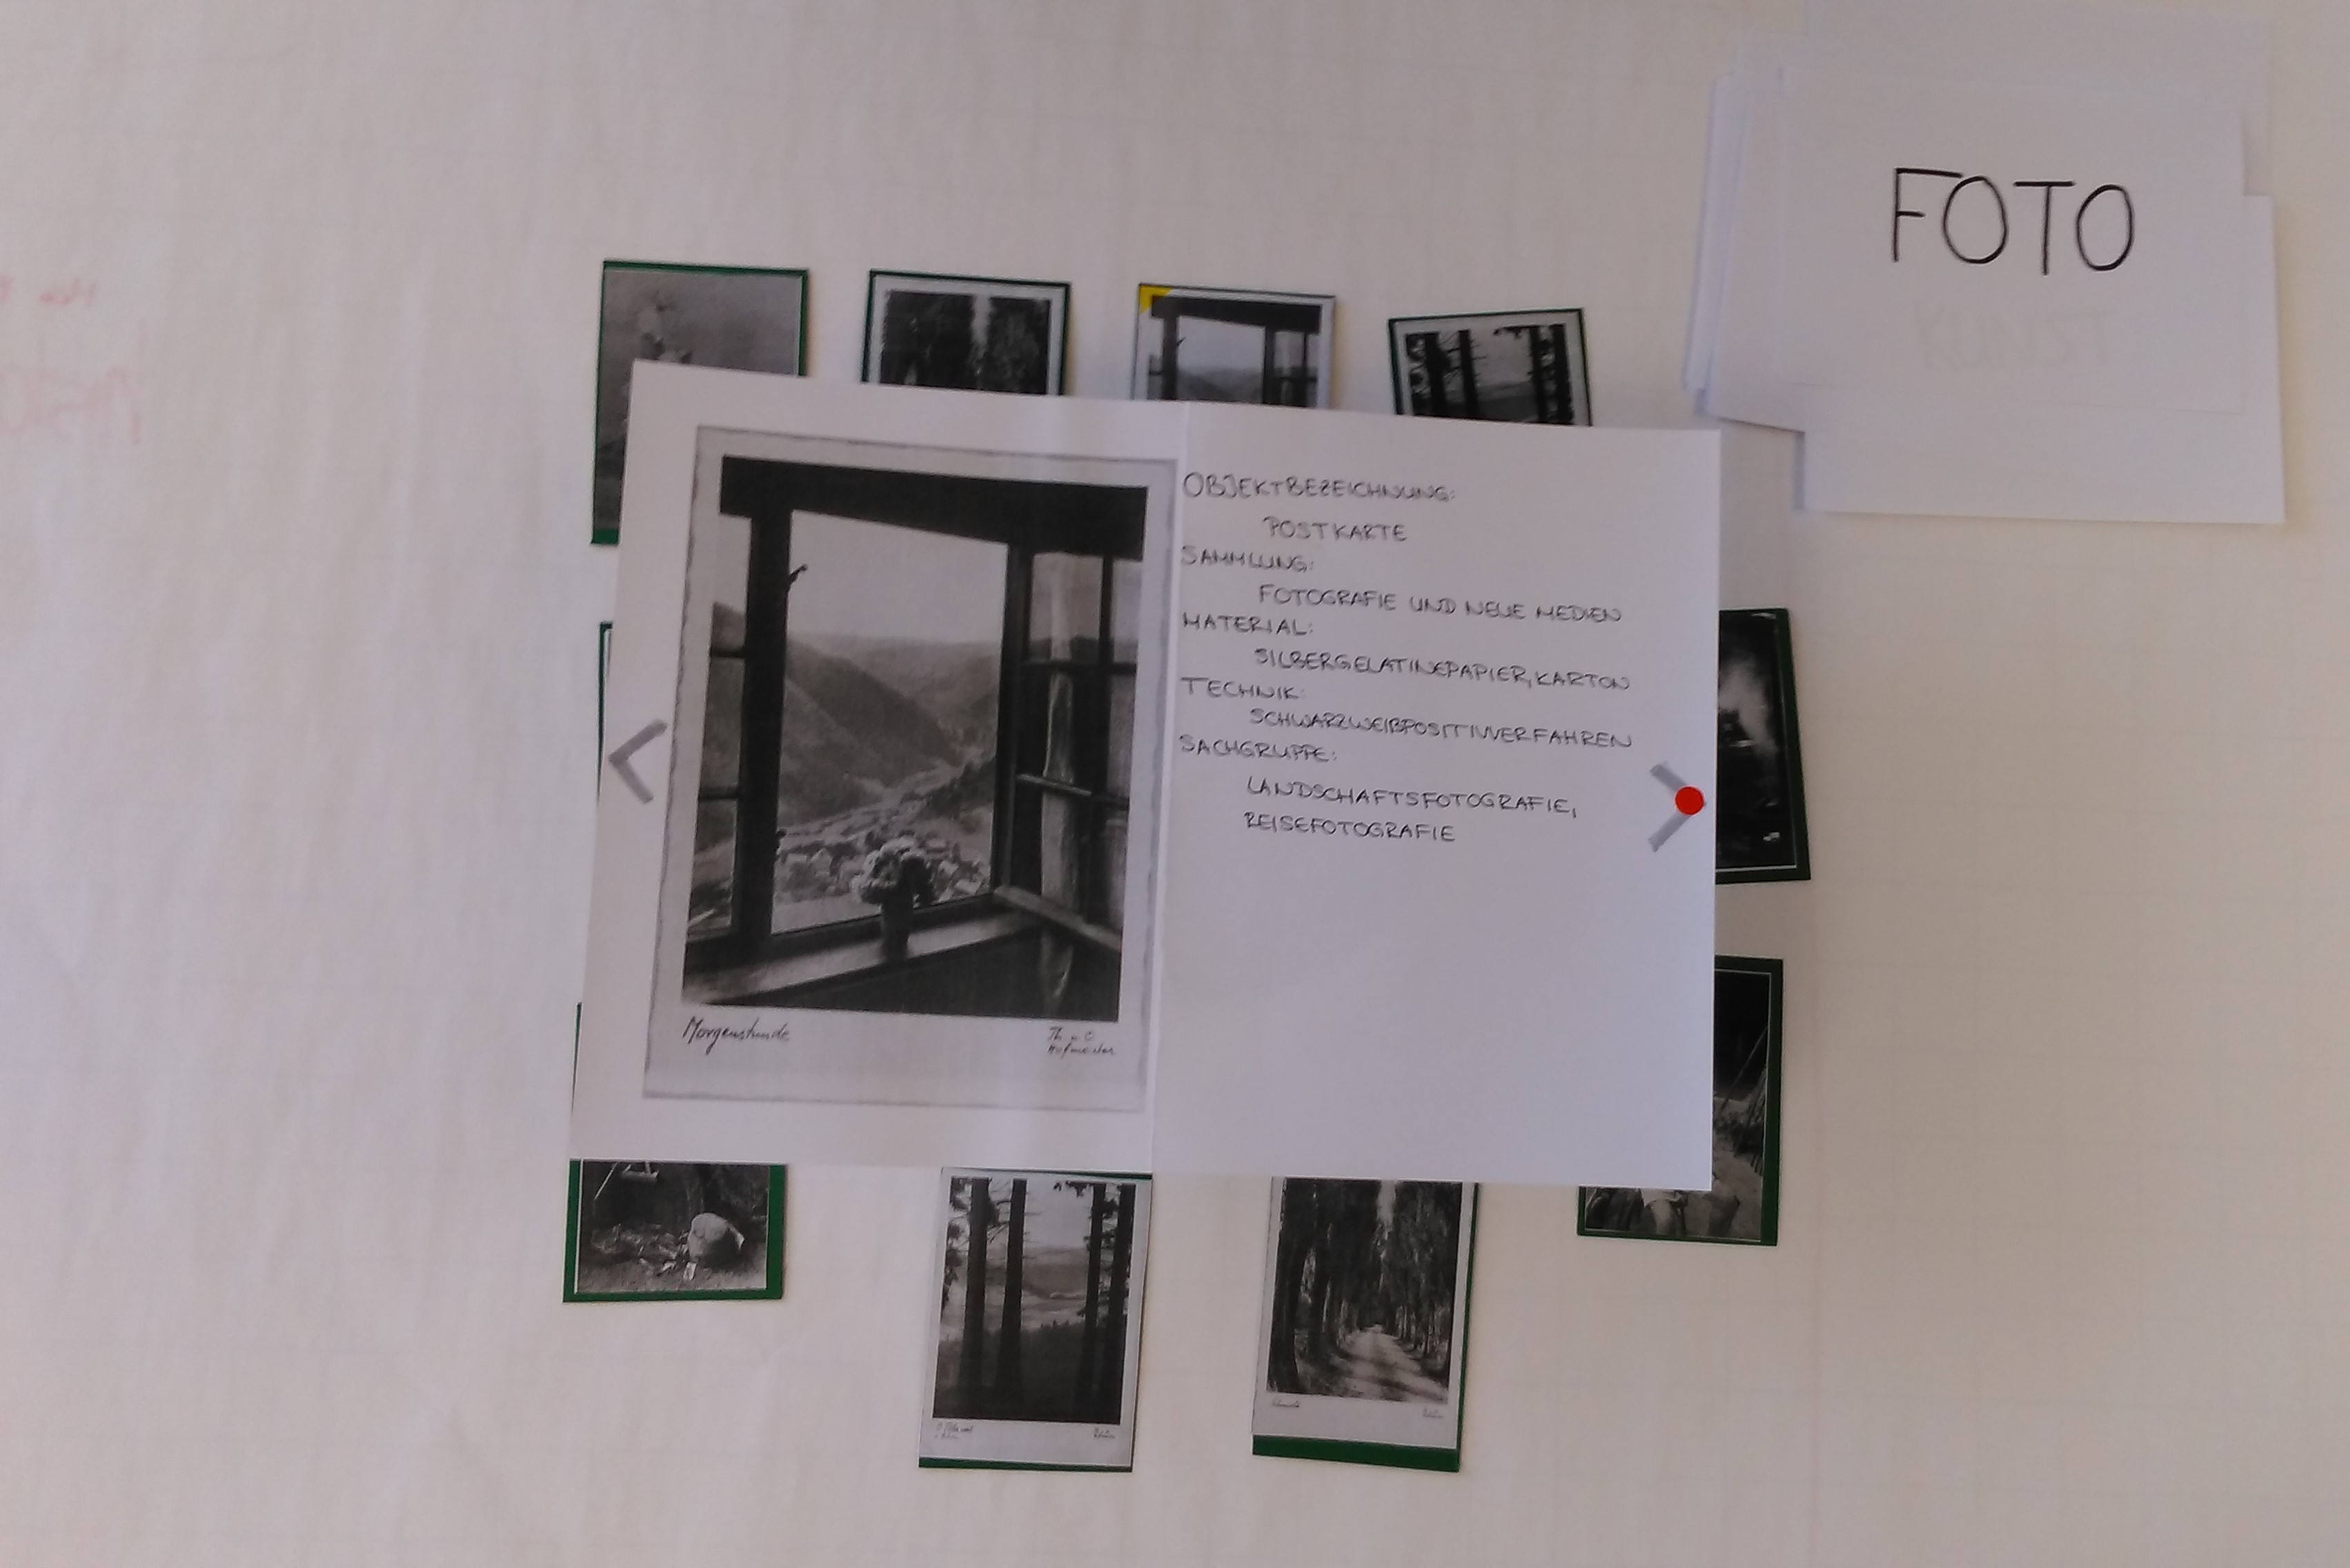 FOTO
KUNST
OBJEKTBEZEICHNUNG:
POSTKARTE
SAMMLUNG:
FOTOGRAFIE UND NEUE MEDIEN
MATERIAL:
SILBERGELATINEPAPIER, KARTON
TECHNIK:
SCHWARZWEIßPOSITIVVERFAHREN
SACHGRUPPE:
LANDSCHAFTSFOTOGRAFIE,
REISEFOTOGRAFIE
Morgenstunde
Th. u O
Hofmeister